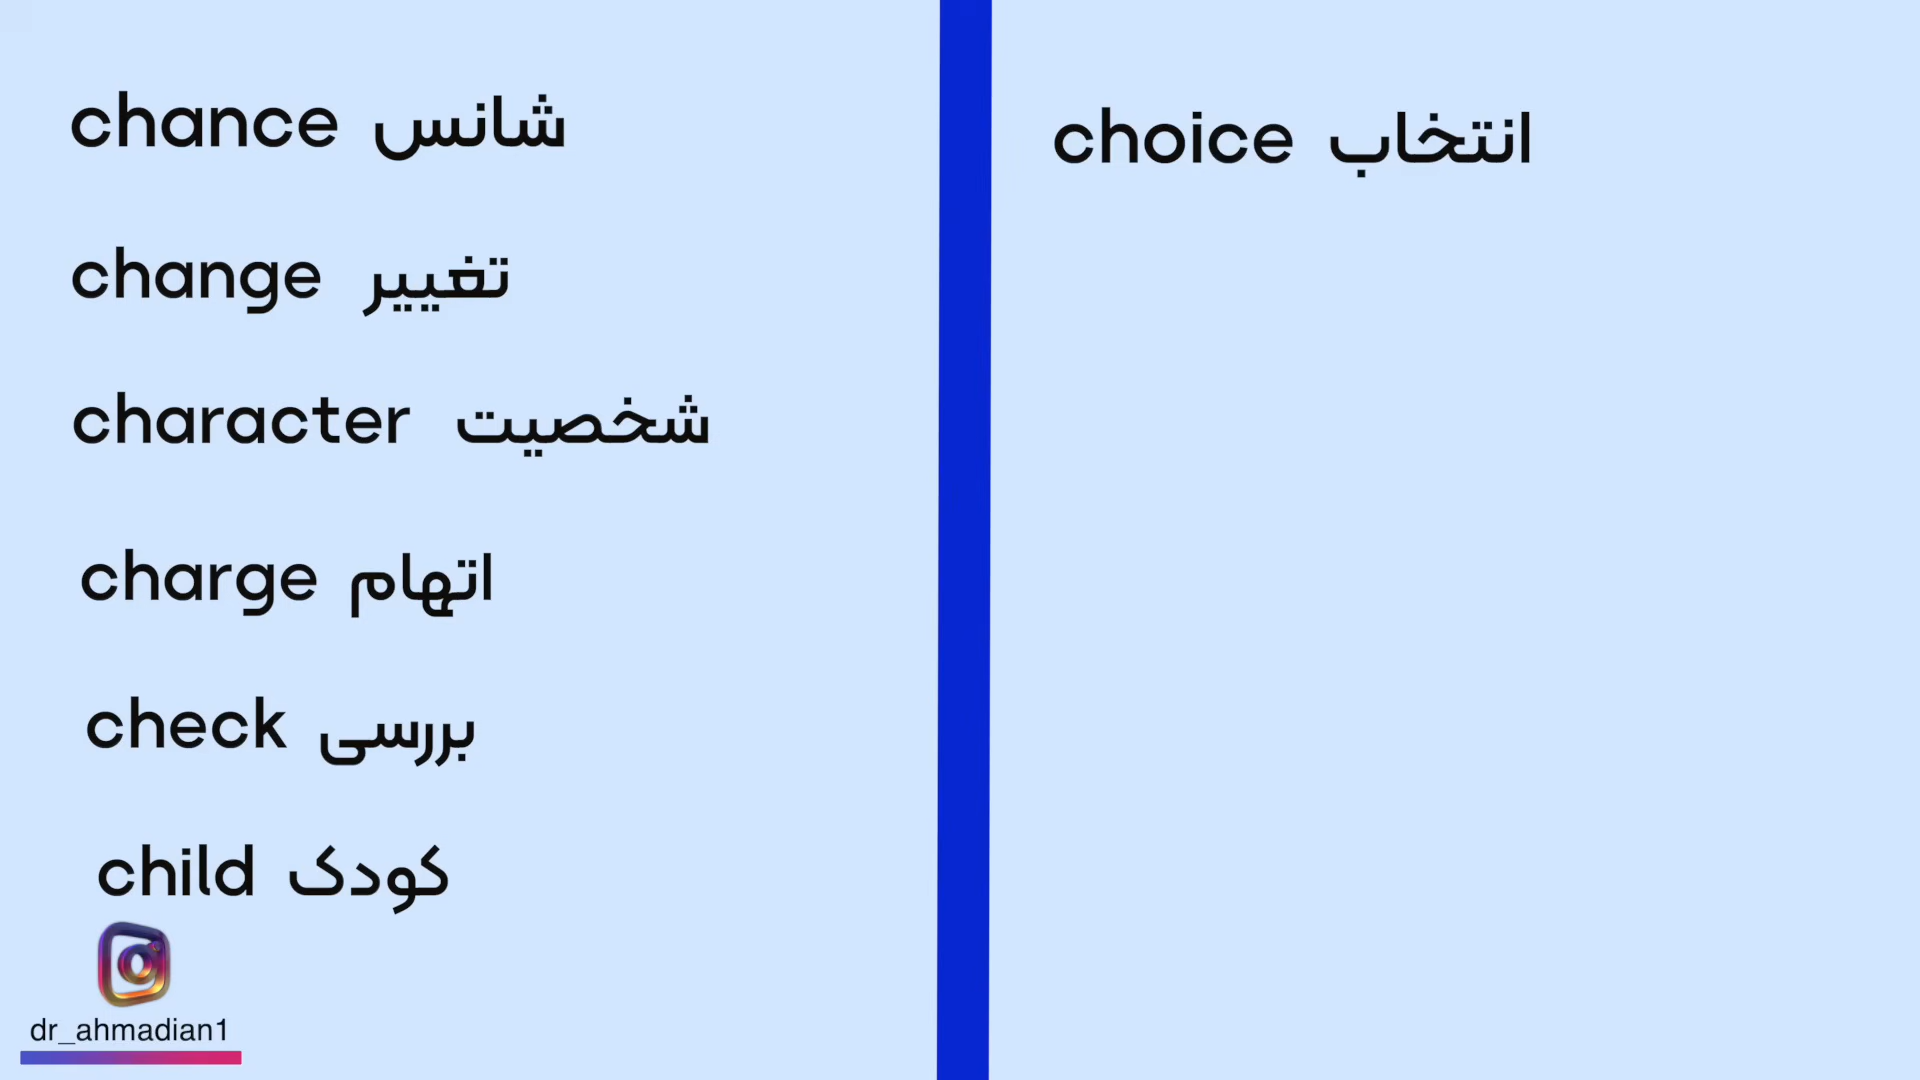 chance شانس
change تغییر
character شخصیت
charge اتهام
check بررسی
child کودک
dr_ahmadian1
choice انتخاب